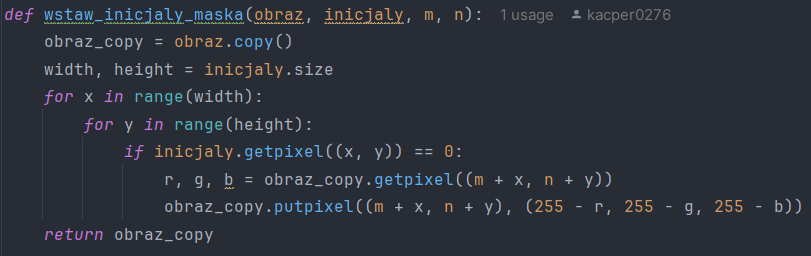 def wstaw_inicjaly_maska(obraz, inicjaly, m, n): 1 usage kacper0276
    obraz_copy = obraz.copy()
    width, height = inicjaly.size
    for x in range(width):
        for y in range(height):
            if inicjaly.getpixel((x, y)) == 0:
                r, g, b = obraz_copy.getpixel((m + x, n + y))
                obraz_copy.putpixel((m + x, n + y), (255 - r, 255 - g, 255 - b))
    return obraz_copy